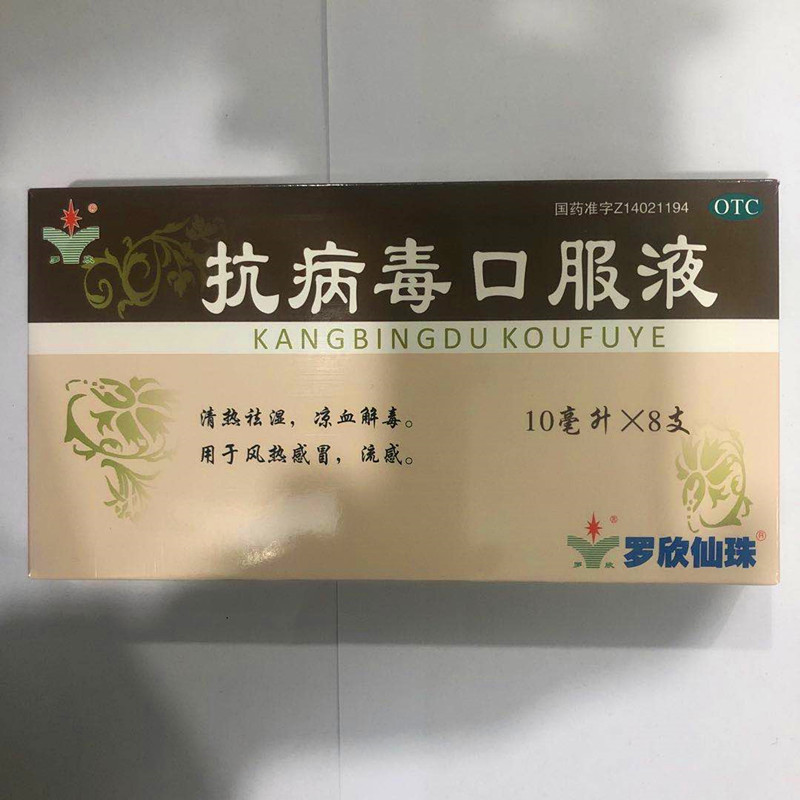 国药准字Z14021194 OTC
抗病毒口服液
KANGBINGDU KOUFUYE
清热祛湿，凉血解毒。
用于风热感冒，流感。
10毫升×8支
罗欣
罗欣仙珠